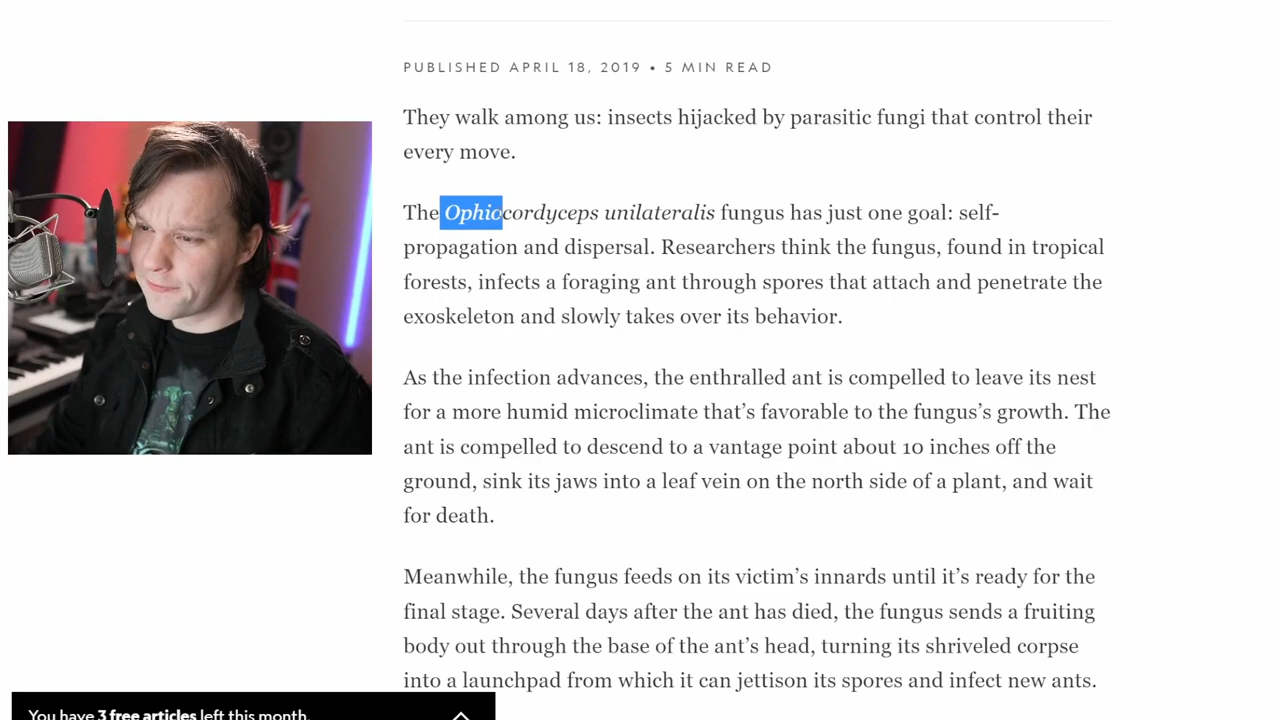 PUBLISHED APRIL 18, 2019 • 5 MIN READ
They walk among us: insects hijacked by parasitic fungi that control their
every move.
The Ophiocordyceps unilateralis fungus has just one goal: self-
propagation and dispersal. Researchers think the fungus, found in tropical
forests, infects a foraging ant through spores that attach and penetrate the
exoskeleton and slowly takes over its behavior.
As the infection advances, the enthralled ant is compelled to leave its nest
for a more humid microclimate that’s favorable to the fungus’s growth. The
ant is compelled to descend to a vantage point about 10 inches off the
ground, sink its jaws into a leaf vein on the north side of a plant, and wait
for death.
Meanwhile, the fungus feeds on its victim’s innards until it’s ready for the
final stage. Several days after the ant has died, the fungus sends a fruiting
body out through the base of the ant’s head, turning its shriveled corpse
into a launchpad from which it can jettison its spores and infect new ants.
You have 3 free articles left this month.